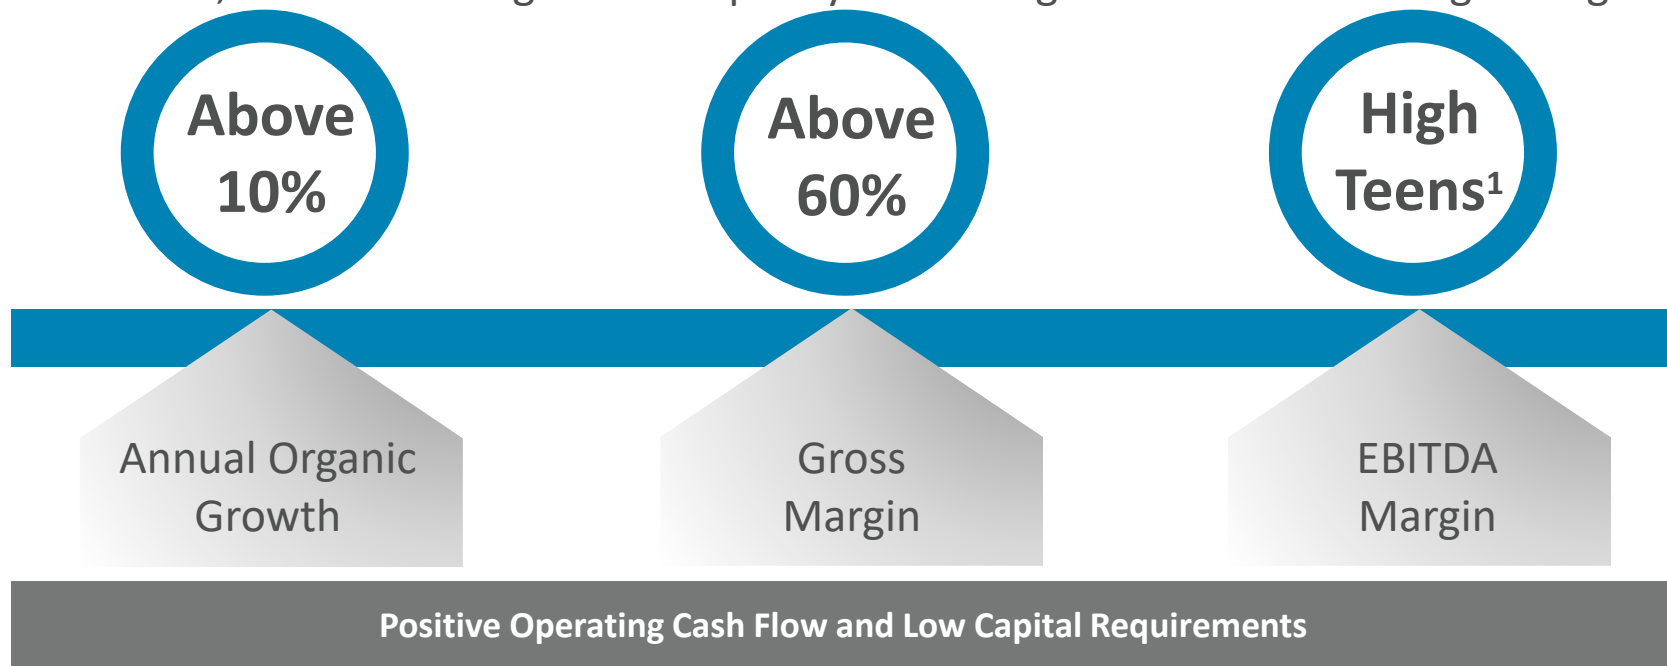 Above
10%
Above
60%
High
Teens¹
Annual Organic
Growth
Gross
Margin
EBITDA
Margin
Positive Operating Cash Flow and Low Capital Requirements